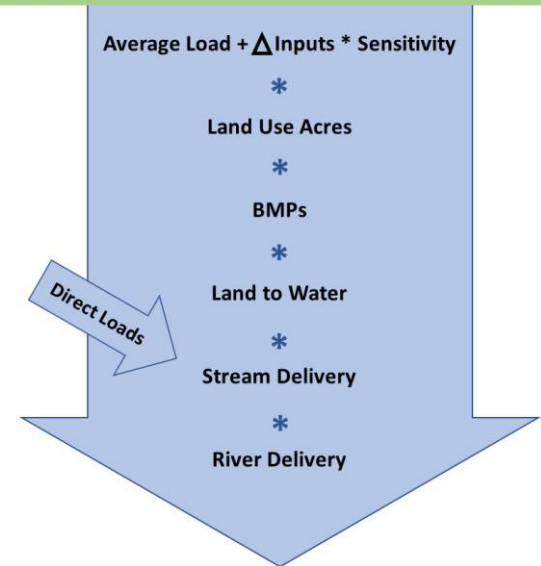 Average Load + Δ Inputs * Sensitivity
*
Land Use Acres
*
BMPs
*
Land to Water
Direct Loads
*
Stream Delivery
*
River Delivery